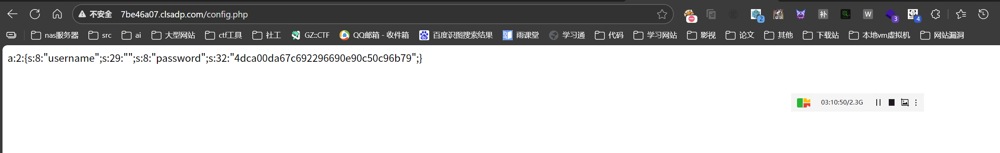 不安全 7be46a07.clsadp.com/config.php
2 补 W 3 4
nas服务器 src ai 大型网站 ctf工具 社工 GZ::CTF QQ邮箱 - 收件箱 du 百度识图搜索结果 雨课堂 学习通 代码 学习网站 影视 论文 其他 下载站 本地vm虚拟机 网站漏洞
a:2:{s:8:"username";s:29:"";s:8:"password";s:32:"4dca00da67c692296690e90c50c96b79";}
03:10:50/2.3G